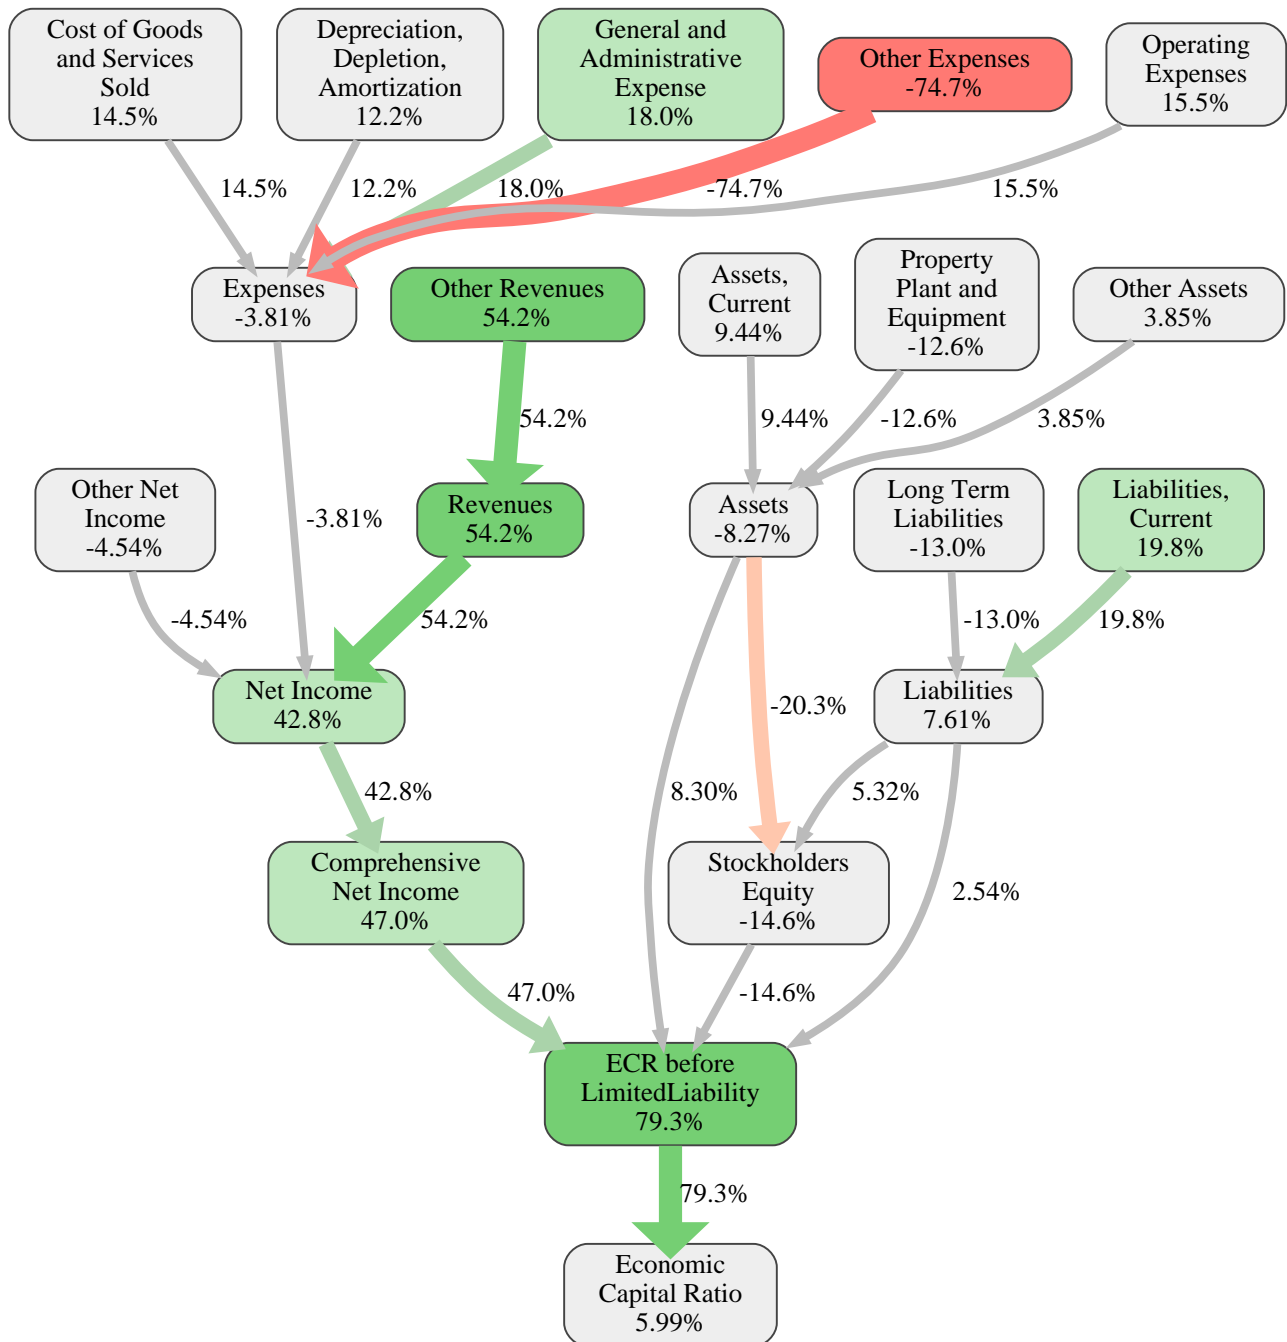 Cost of Goods
and Services
Sold
14.5%
Depreciation,
Depletion,
Amortization
12.2%
General and
Administrative
Expense
18.0%
Other Expenses
-74.7%
Operating
Expenses
15.5%
14.5%
12.2%
18.0%
-74.7%
15.5%
Expenses
-3.81%
Other Revenues
54.2%
Assets,
Current
9.44%
Property
Plant and
Equipment
-12.6%
Other Assets
3.85%
54.2%
9.44%
-12.6%
3.85%
Other Net
Income
-4.54%
-3.81%
Revenues
54.2%
Assets
-8.27%
Long Term
Liabilities
-13.0%
Liabilities,
Current
19.8%
-4.54%
54.2%
-13.0%
19.8%
Net Income
42.8%
-20.3%
Liabilities
7.61%
42.8%
8.30%
5.32%
Comprehensive
Net Income
47.0%
Stockholders
Equity
-14.6%
2.54%
47.0%
-14.6%
ECR before
LimitedLiability
79.3%
79.3%
Economic
Capital Ratio
5.99%